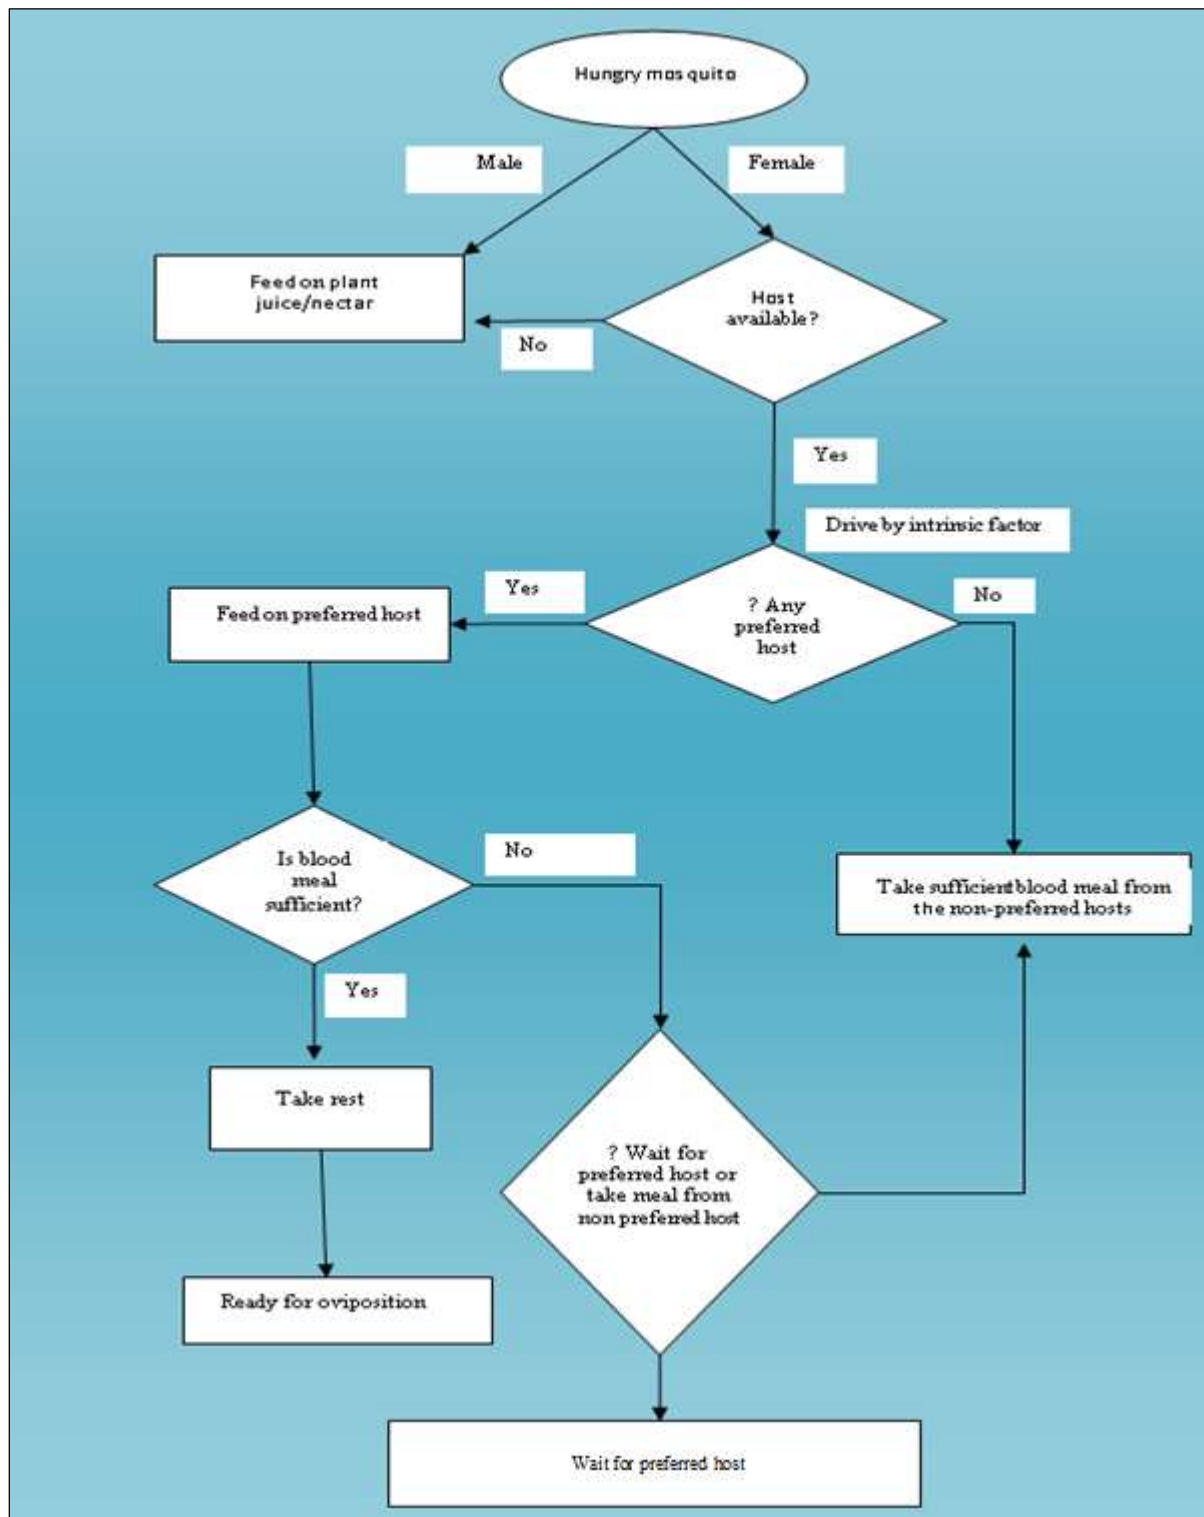 Hungry mosquito
Male
Female
Feed on plant
juice/nectar
Host
available?
No
Yes
Drive by intrinsic factor
Feed on preferred host
Yes
? Any
preferred
host
No
Is blood
meal
sufficient?
No
Take sufficient blood meal from
the non-preferred hosts
Yes
Take rest
? Wait for
preferred host or
take meal from
non preferred host
Ready for oviposition
Wait for preferred host